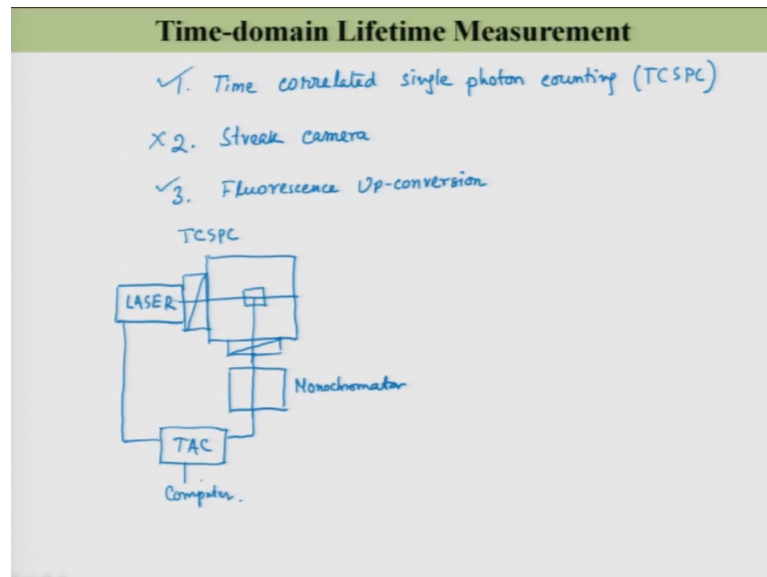 Time-domain Lifetime Measurement
✓1. Time correlated single photon counting (TCSPC)
×2. Streak camera
✓3. Fluorescence Up-conversion
TCSPC
LASER
Monochromator
TAC
Computer.